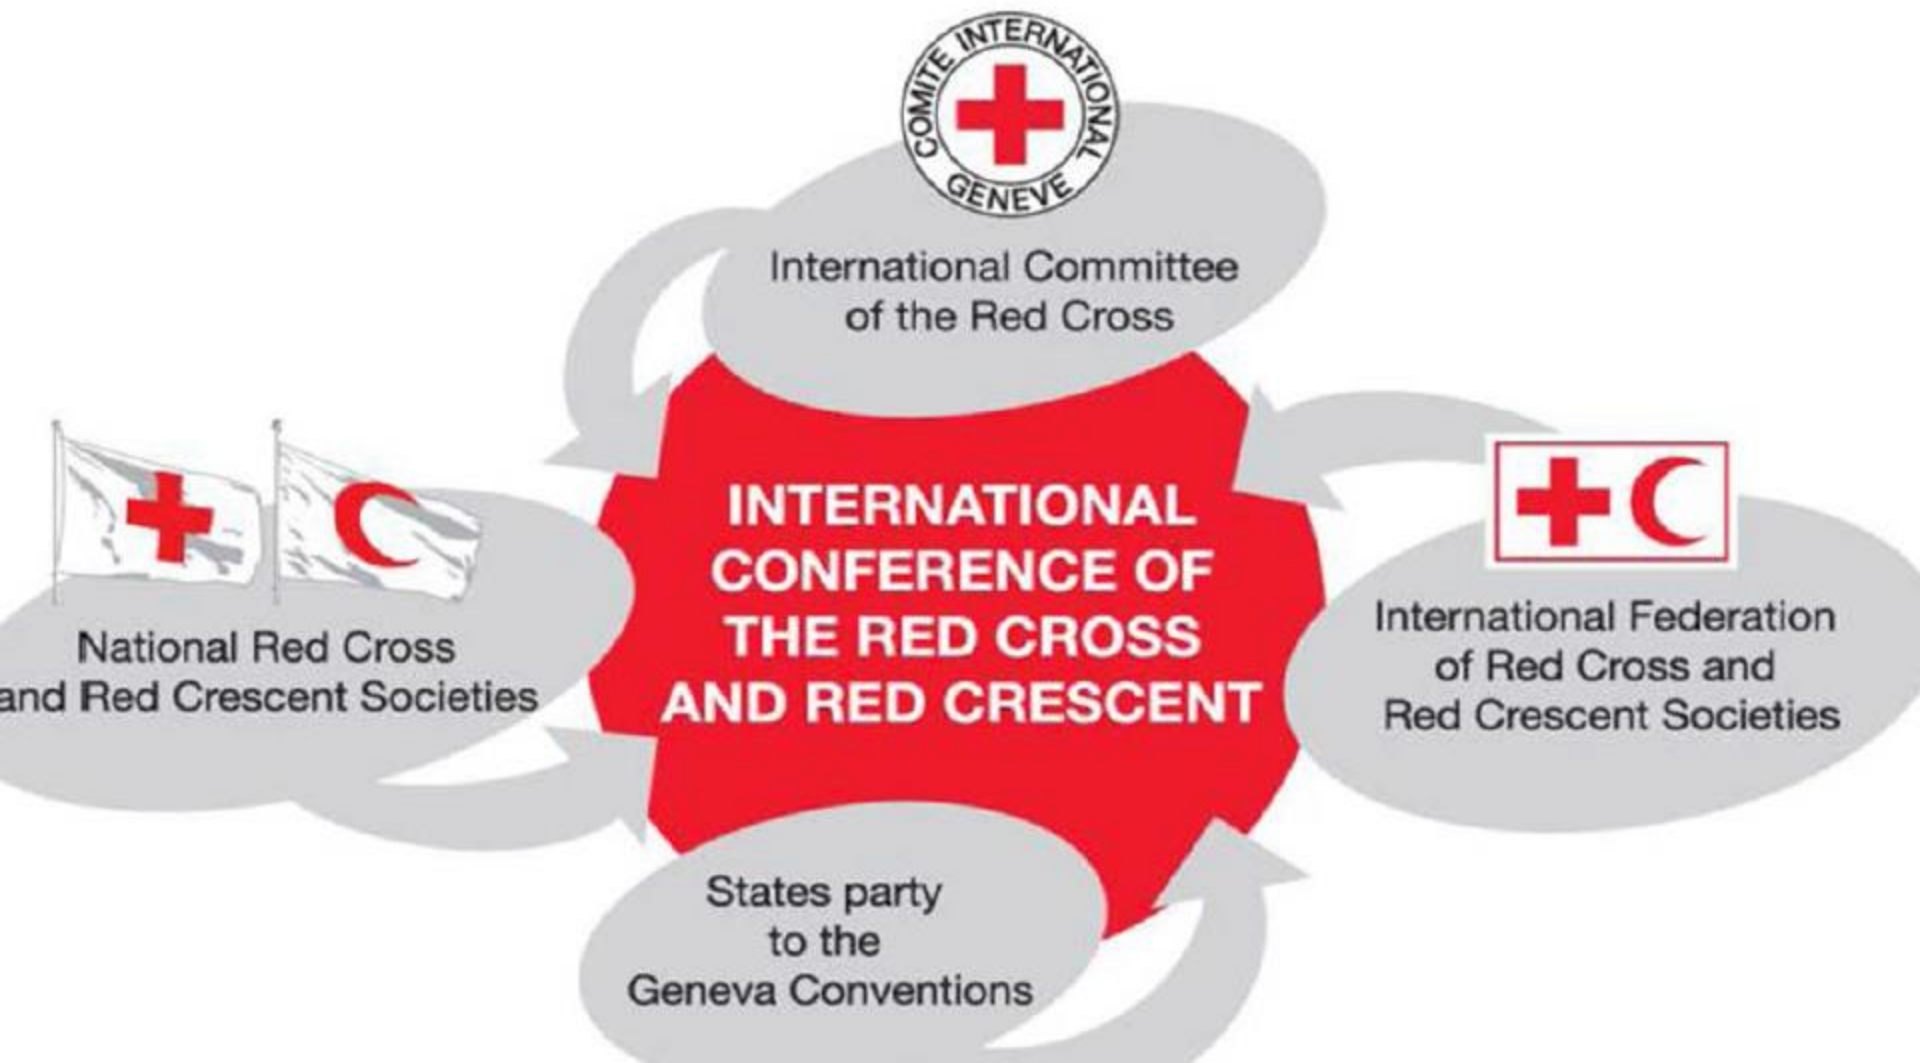 COMITE INTERNATIONAL
GENEVE
International Committee
of the Red Cross
National Red Cross
and Red Crescent Societies
INTERNATIONAL
CONFERENCE OF
THE RED CROSS
AND RED CRESCENT
International Federation
of Red Cross and
Red Crescent Societies
States party
to the
Geneva Conventions